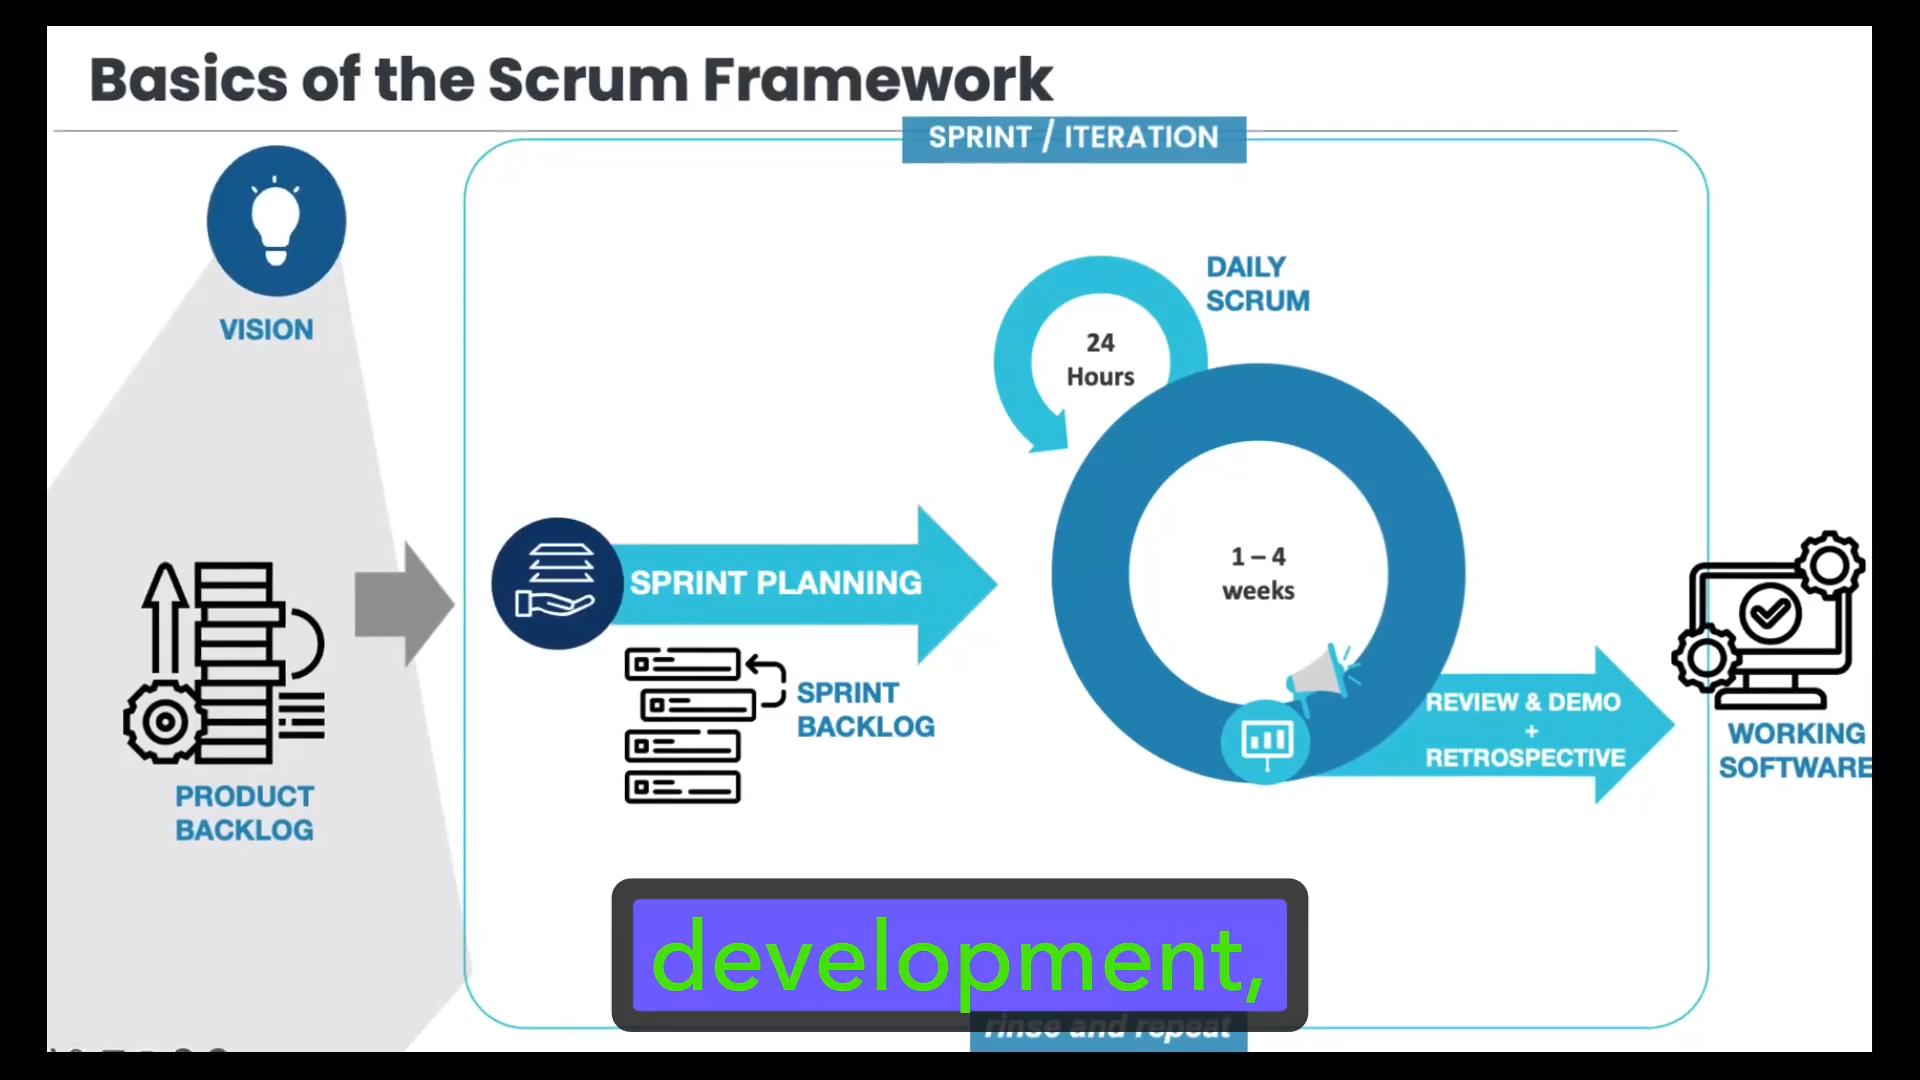 Basics of the Scrum Framework
SPRINT / ITERATION
VISION
DAILY
SCRUM
24
Hours
SPRINT PLANNING
1 – 4
weeks
SPRINT
BACKLOG
REVIEW & DEMO
+
RETROSPECTIVE
WORKING
SOFTWARE
PRODUCT
BACKLOG
development,
rinse and repeat